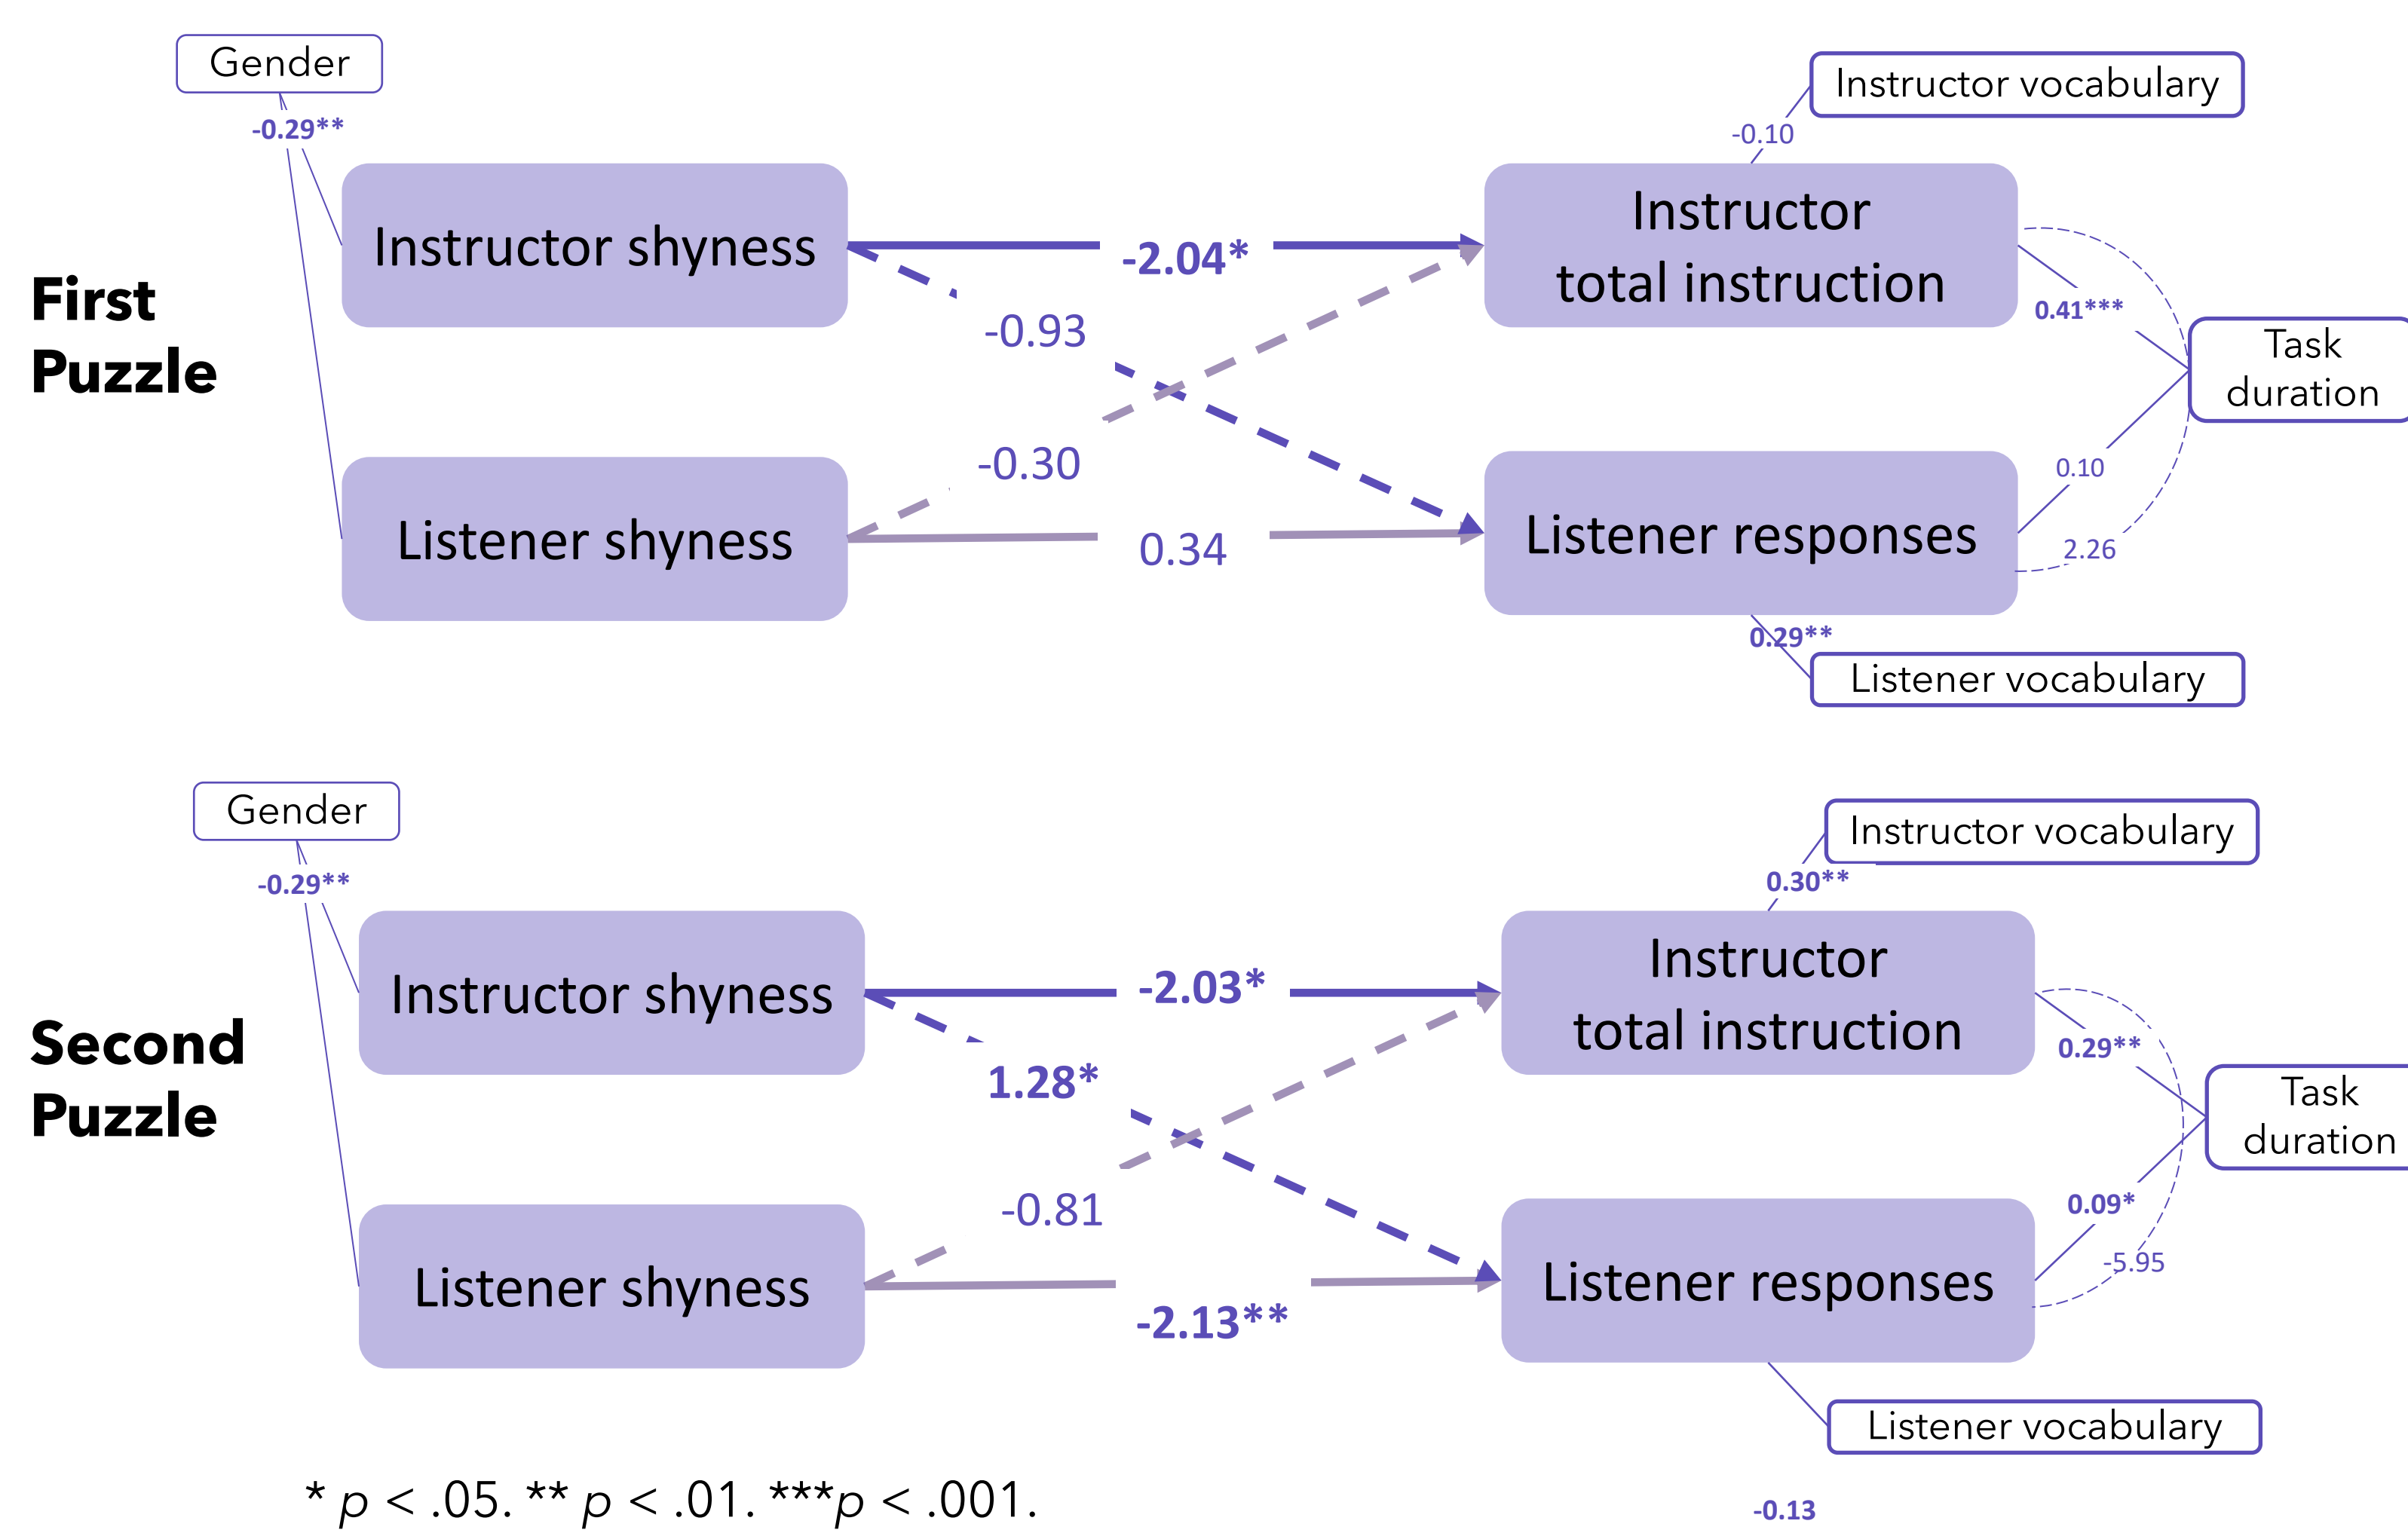 Gender
-0.29**
Instructor vocabulary
-0.10
First
Puzzle
Instructor shyness
-2.04*
Instructor
total instruction
0.41***
-0.93
Task
duration
-0.30
0.10
Listener shyness
0.34
Listener responses
2.26
0.29**
Listener vocabulary
Gender
-0.29**
Instructor vocabulary
0.30**
Second
Puzzle
Instructor shyness
-2.03*
Instructor
total instruction
0.29**
1.28*
Task
duration
-0.81
0.09*
Listener shyness
-2.13**
Listener responses
-5.95
Listener vocabulary
* p < .05. ** p < .01. ***p < .001.
-0.13